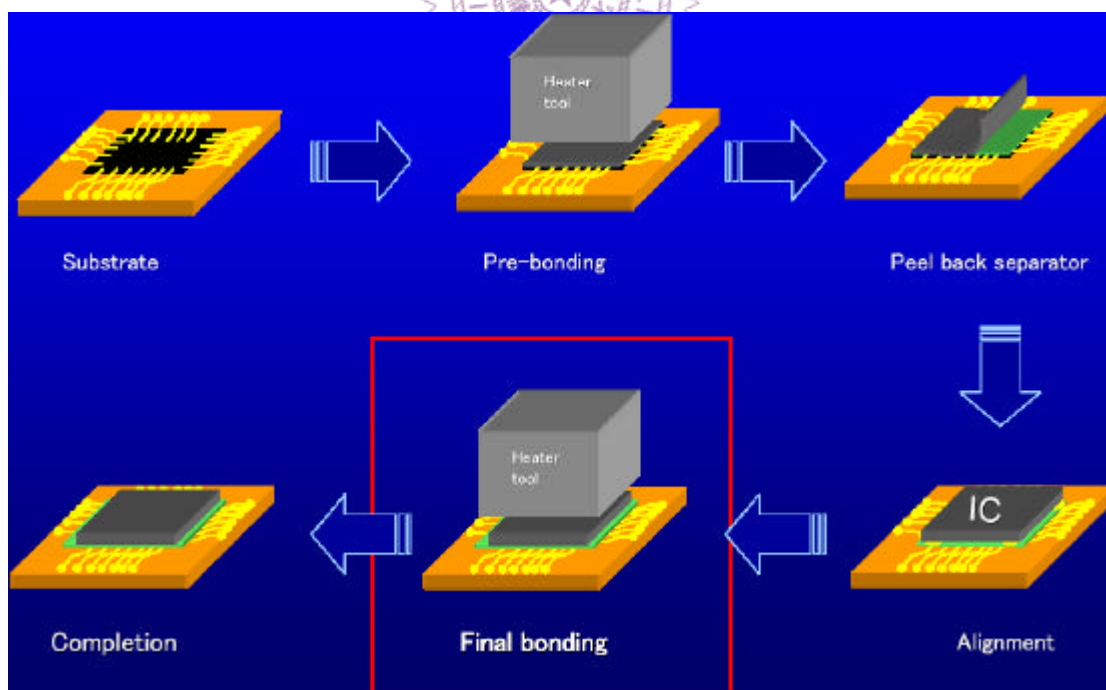 Heater
tool
Substrate
Pre-bonding
Peel back separator
IC
Alignment
Heater
tool
Final bonding
Completion